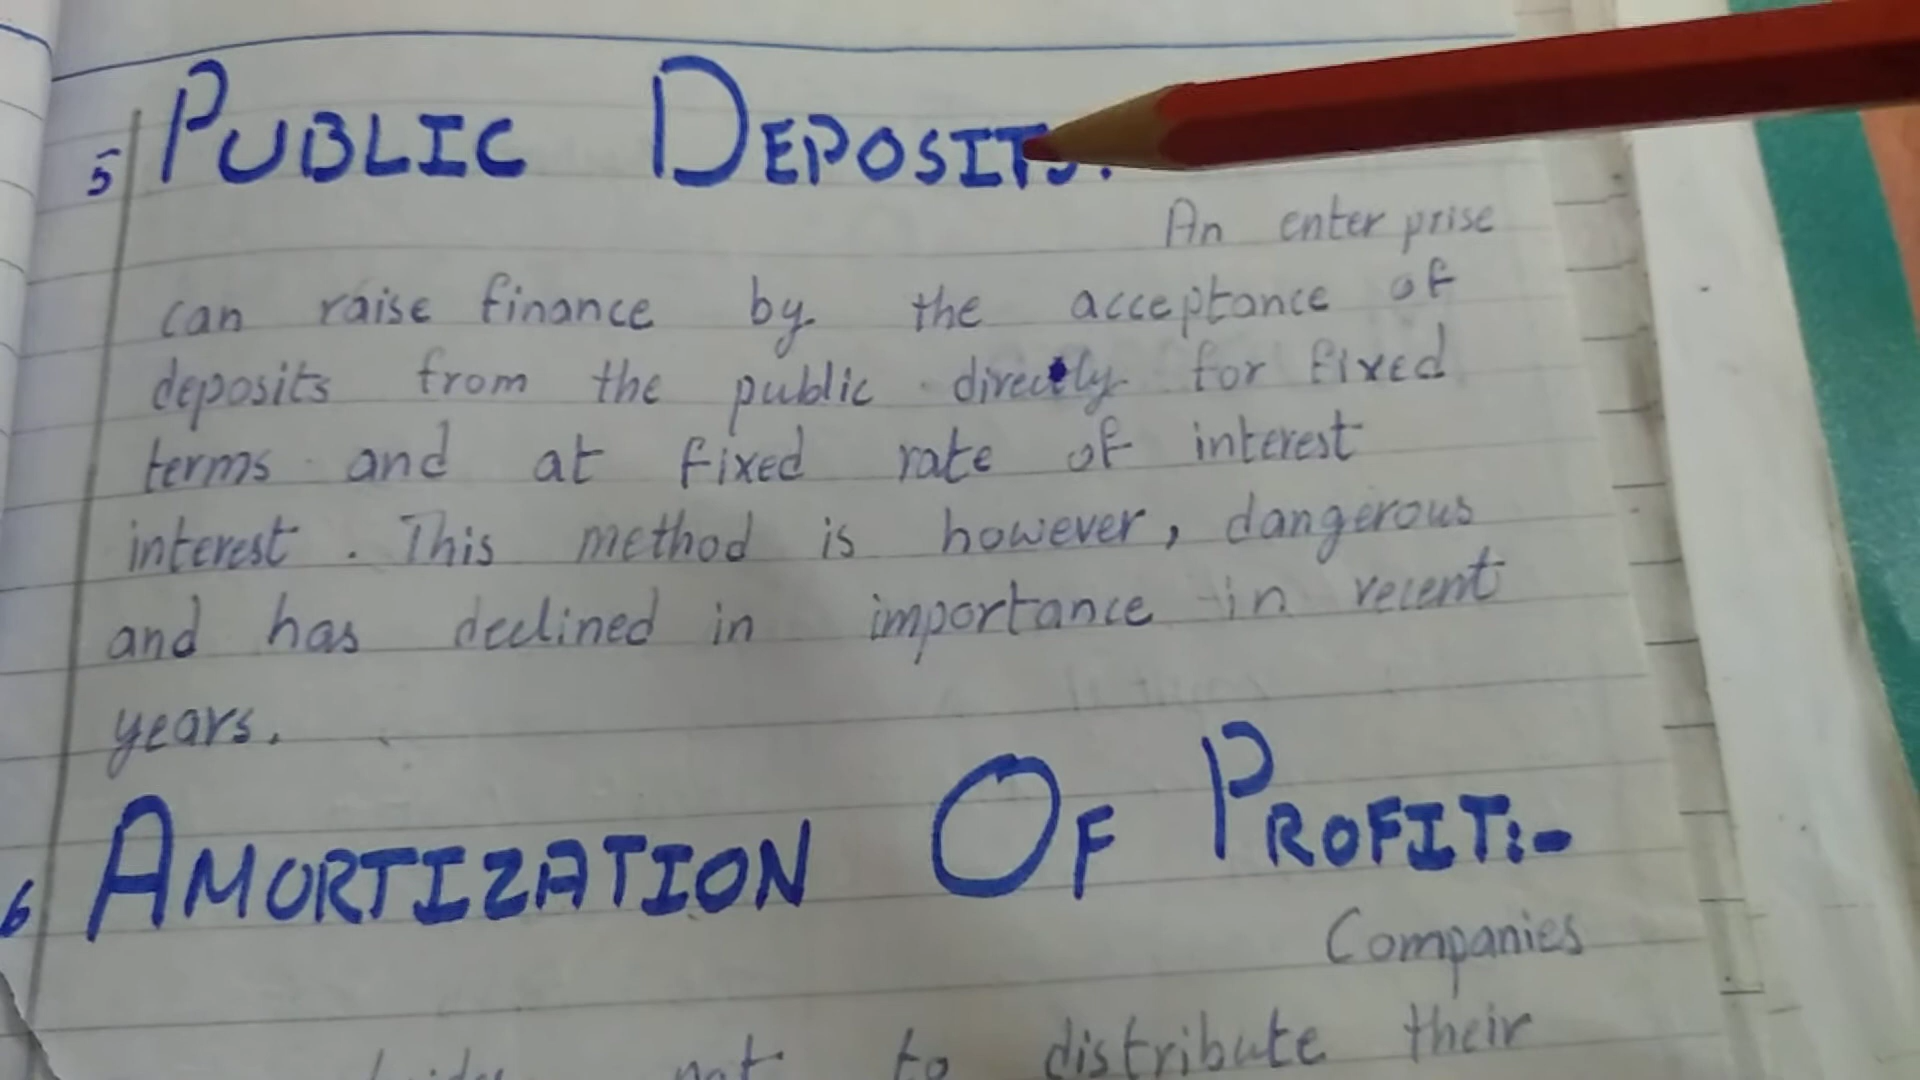 5 PUBLIC DEPOSITS.
An enterprise
can raise finance by the acceptance of
deposits from the public directly for fixed
terms and at fixed rate of interest
interest. This method is however, dangerous
and has declined in importance in recent
years.
6 AMORTIZATION OF PROFIT:-
Companies
not to distribute their